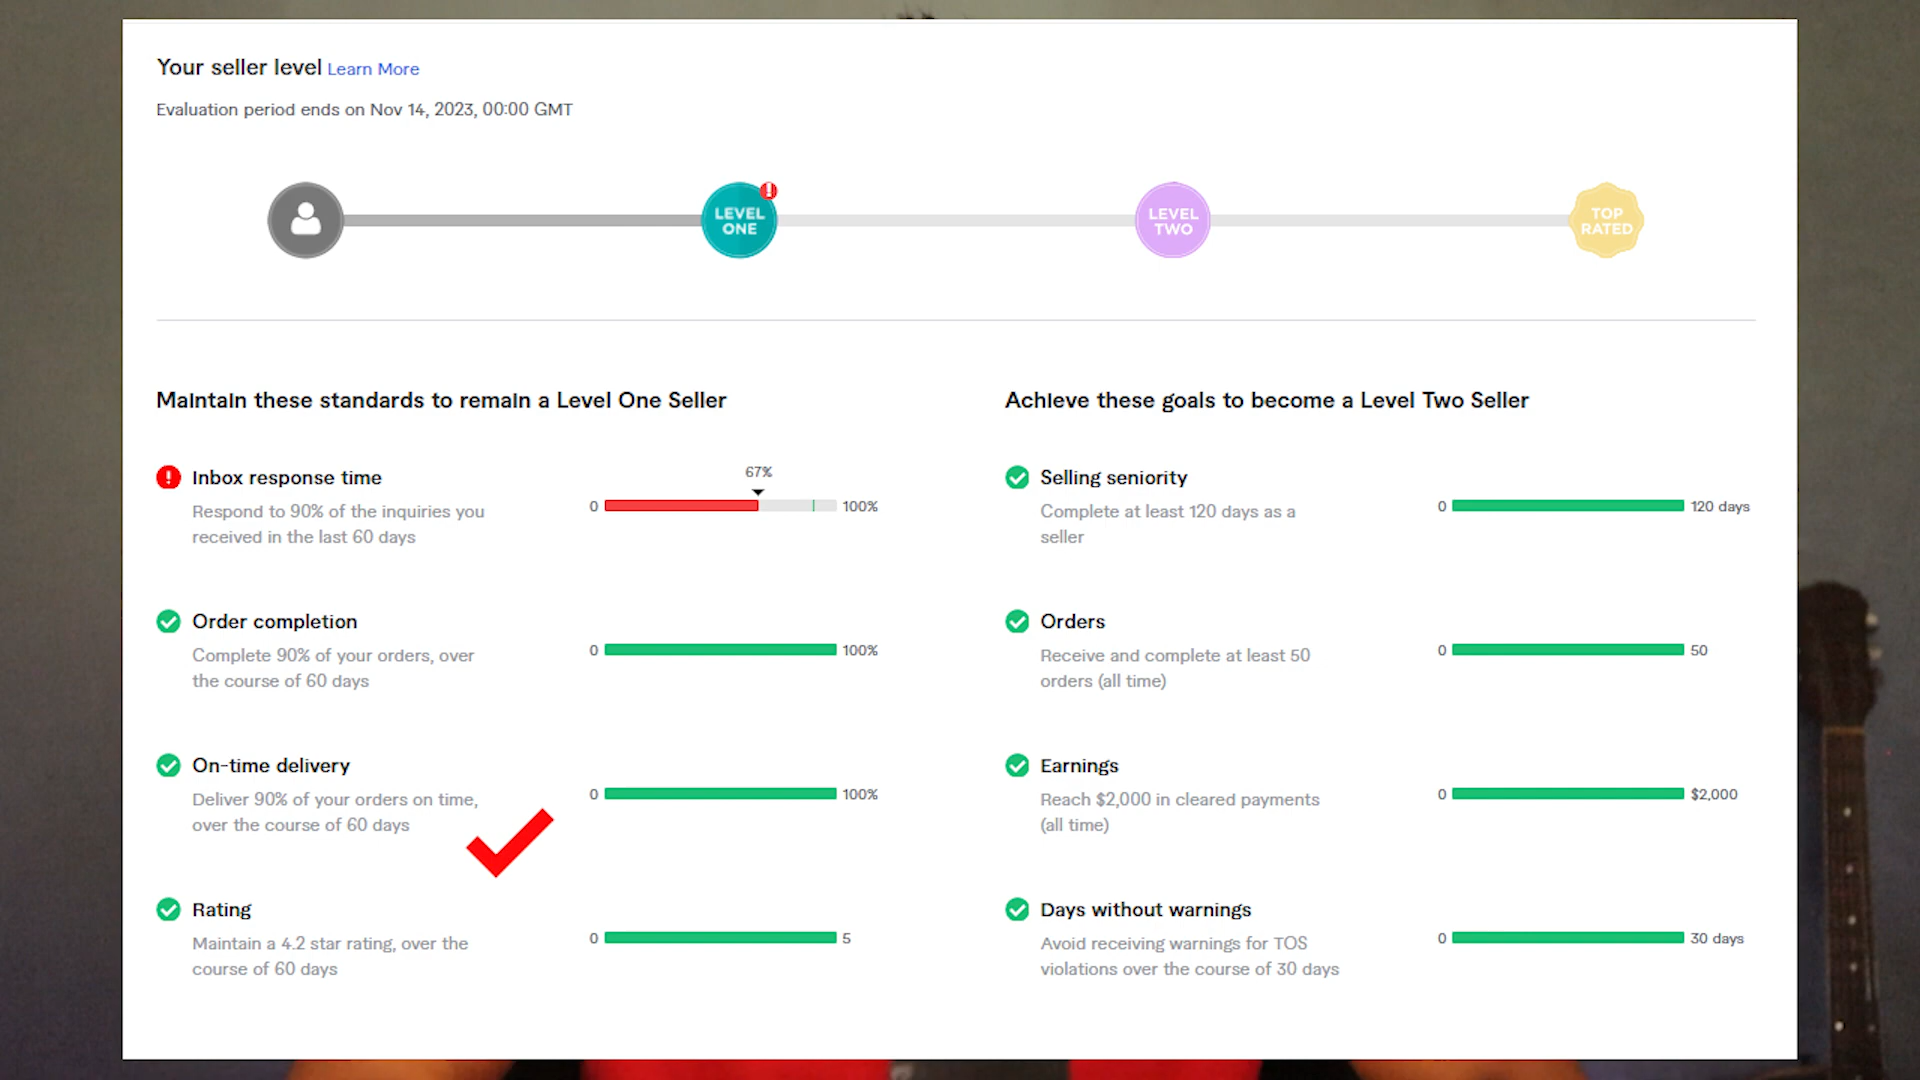 Your seller level Learn More
Evaluation period ends on Nov 14, 2023, 00:00 GMT
LEVEL
ONE
LEVEL
TWO
TOP
RATED
Maintain these standards to remain a Level One Seller
Inbox response time
Respond to 90% of the inquiries you
received in the last 60 days
67%
0 100%
Order completion
Complete 90% of your orders, over
the course of 60 days
0 100%
On-time delivery
Deliver 90% of your orders on time,
over the course of 60 days
0 100%
Rating
Maintain a 4.2 star rating, over the
course of 60 days
0 5
Achieve these goals to become a Level Two Seller
Selling seniority
Complete at least 120 days as a
seller
0 120 days
Orders
Receive and complete at least 50
orders (all time)
0 50
Earnings
Reach $2,000 in cleared payments
(all time)
0 $2,000
Days without warnings
Avoid receiving warnings for TOS
violations over the course of 30 days
0 30 days